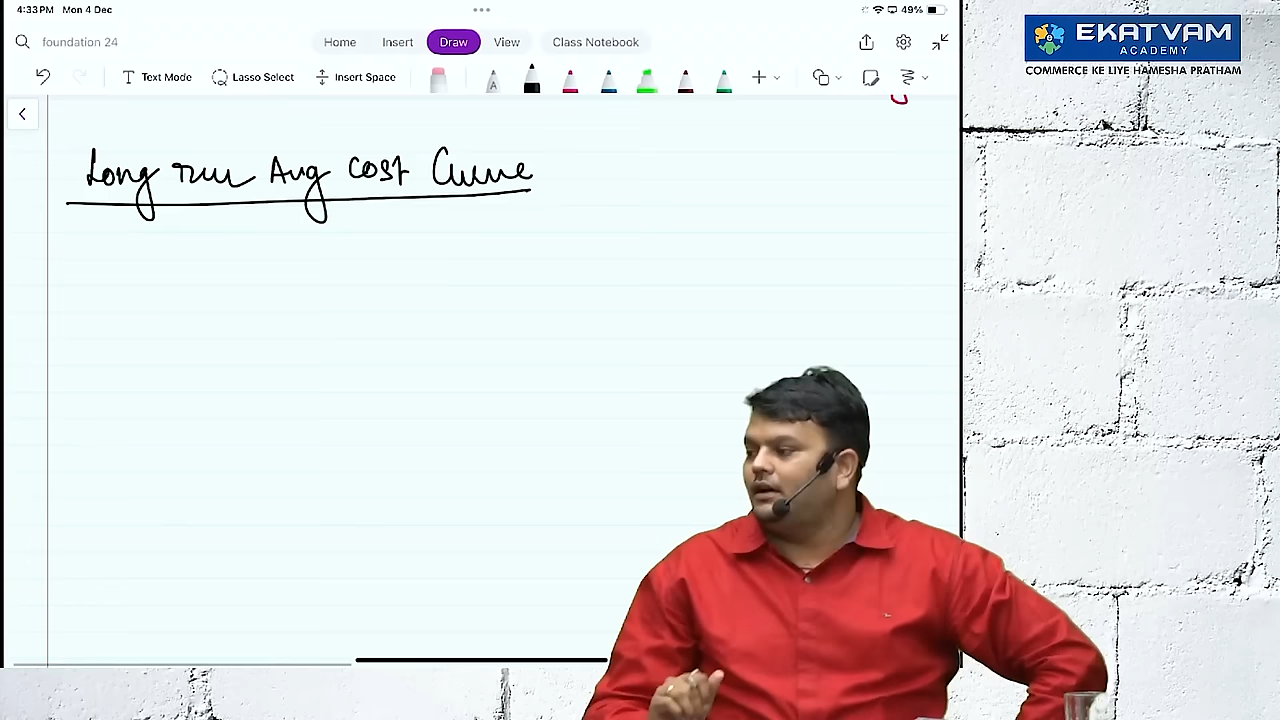 4:33 PM Mon 4 Dec
49%
foundation 24
Home Insert Draw View Class Notebook
Text Mode Lasso Select Insert Space
A
Long run Avg cost Curve
EKATVAM
ACADEMY
COMMERCE KE LIYE HAMESHA PRATHAM